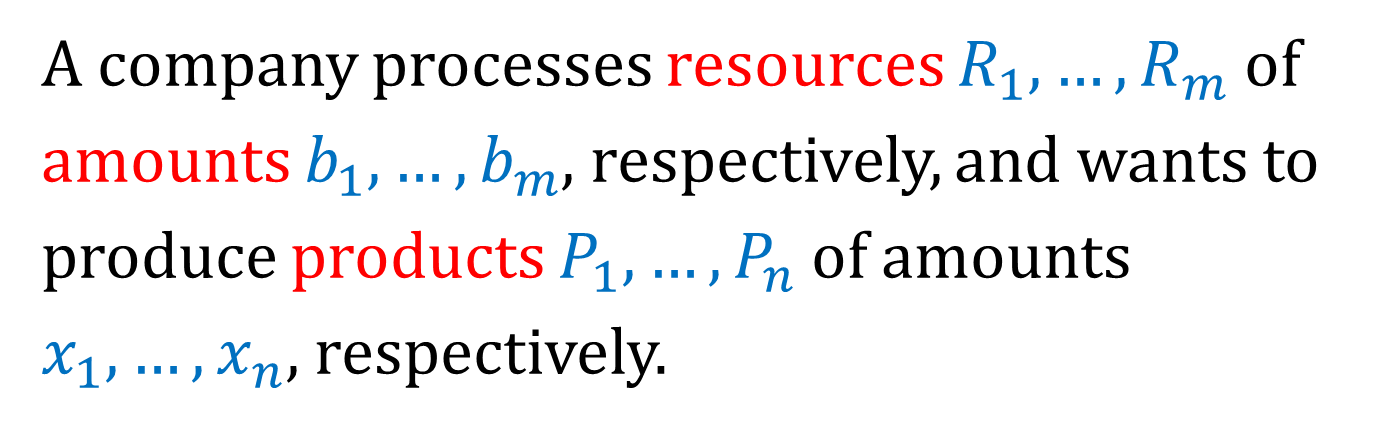 A company processes resources R₁, … , Rₘ of
amounts b₁, … , bₘ, respectively, and wants to
produce products P₁, … , Pₙ of amounts
x₁, … , xₙ, respectively.